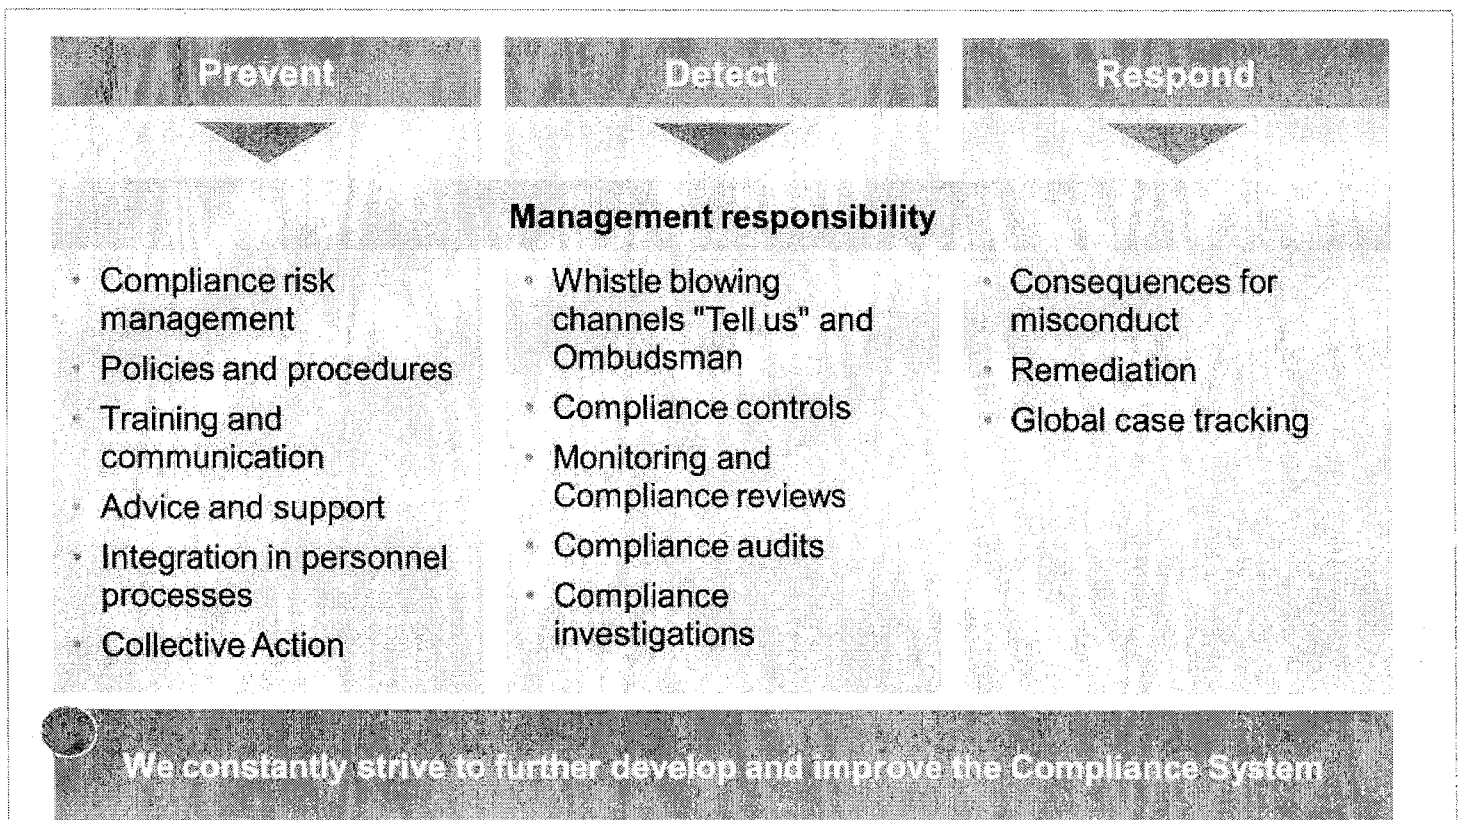 Prevent
Detect
Respond
Management responsibility
Compliance risk
management
Policies and procedures
Training and
communication
Advice and support
Integration in personnel
processes
Collective Action
Whistle blowing
channels "Tell us" and
Ombudsman
Compliance controls
Monitoring and
Compliance reviews
Compliance audits
Compliance
investigations
Consequences for
misconduct
Remediation
Global case tracking
We constantly strive to further develop and improve the Compliance System